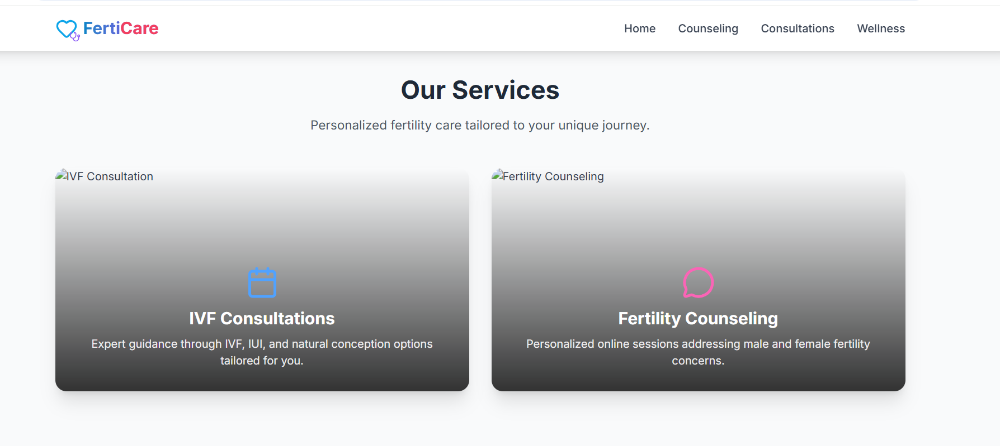 FertiCare
Home Counseling Consultations Wellness
Our Services
Personalized fertility care tailored to your unique journey.
IVF Consultation
IVF Consultations
Expert guidance through IVF, IUI, and natural conception options
tailored for you.
Fertility Counseling
Fertility Counseling
Personalized online sessions addressing male and female fertility
concerns.